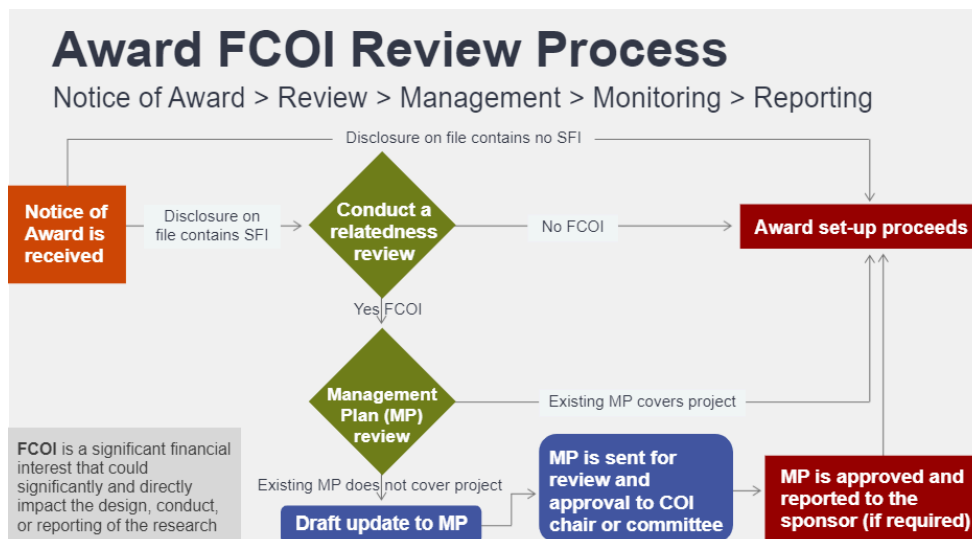 Award FCOI Review Process
Notice of Award > Review > Management > Monitoring > Reporting
Disclosure on file contains no SFI
Notice of
Award is
received
Disclosure on
file contains SFI
Conduct a
relatedness
review
No FCOI
Award set-up proceeds
Yes FCOI
Management
Plan (MP)
review
Existing MP covers project
FCOI is a significant financial
interest that could
significantly and directly
impact the design, conduct,
or reporting of the research
Existing MP does not cover project
Draft update to MP
MP is sent for
review and
approval to COI
chair or committee
MP is approved and
reported to the
sponsor (if required)